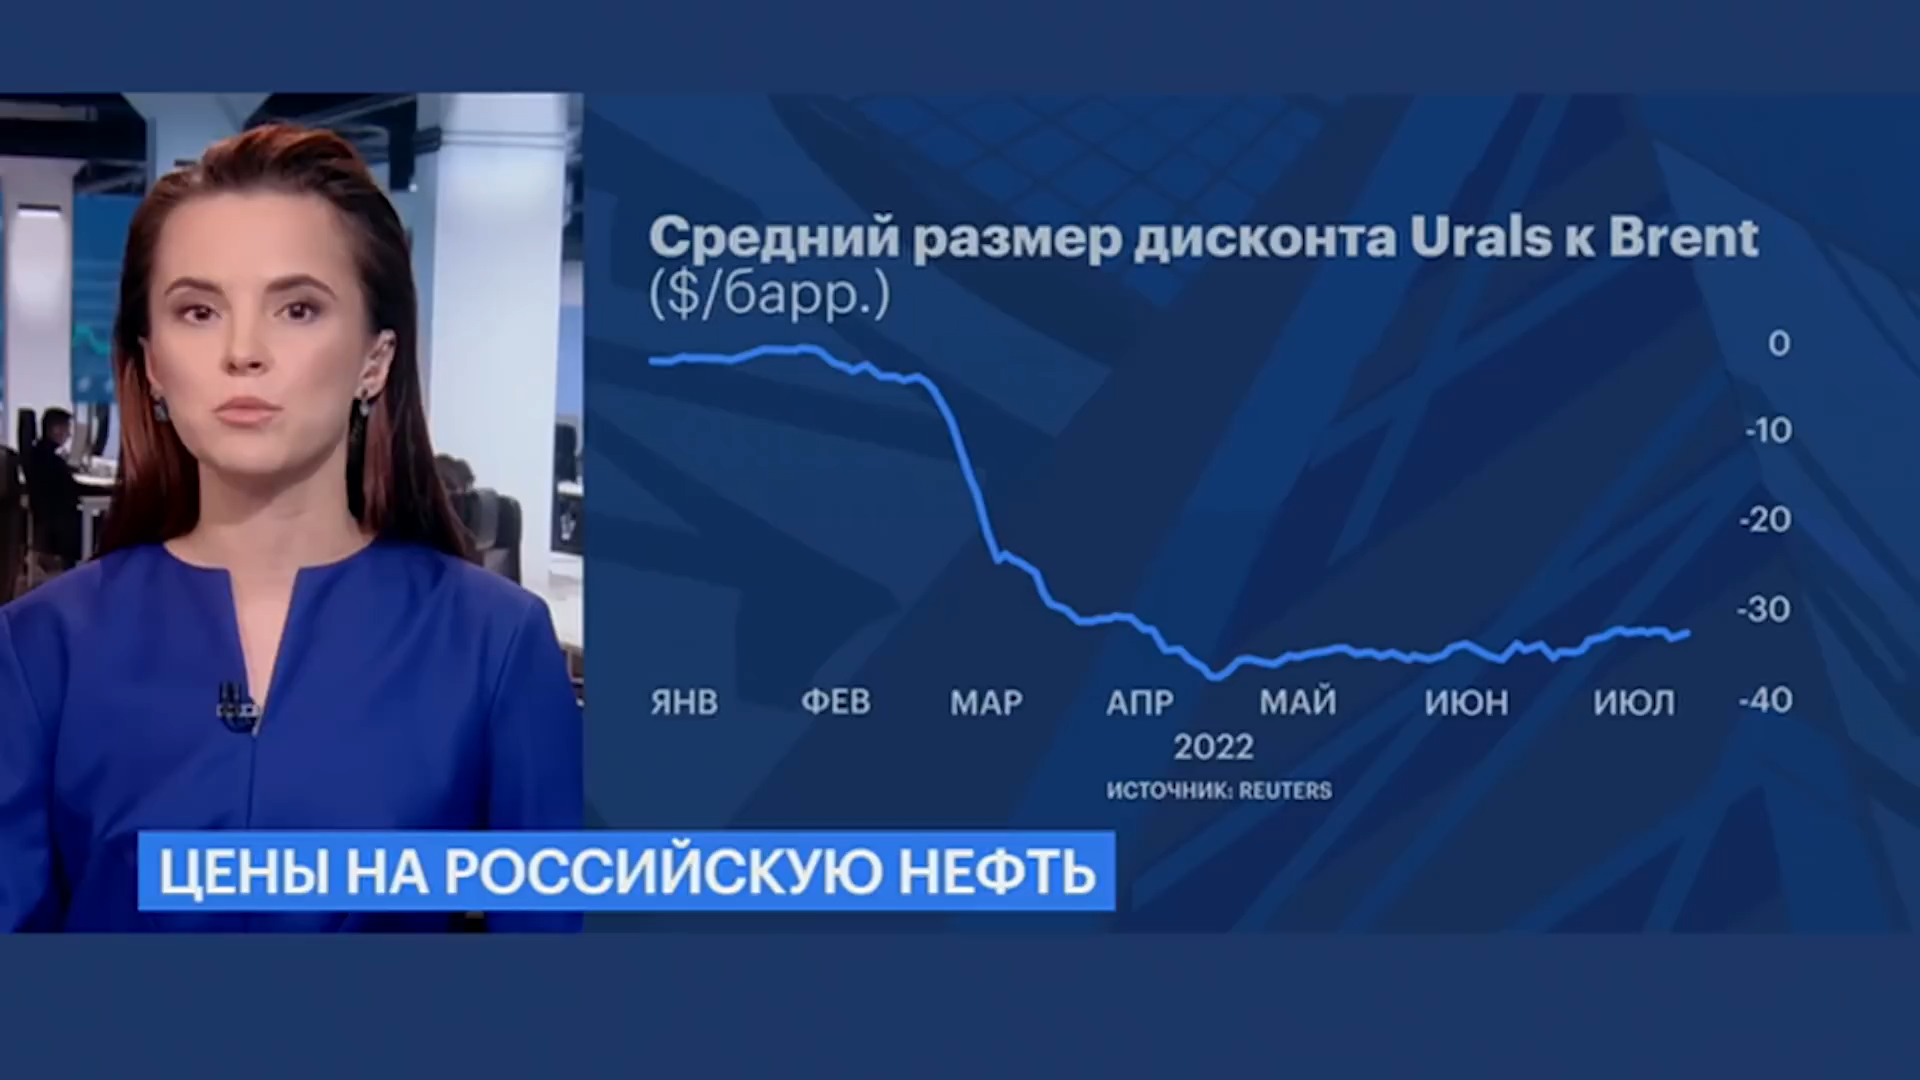 Средний размер дисконта Urals к Brent
($/барр.)
0
-10
-20
-30
-40
ЯНВ ФЕВ МАР АПР МАЙ ИЮН ИЮЛ
2022
ИСТОЧНИК: REUTERS
ЦЕНЫ НА РОССИЙСКУЮ НЕФТЬ